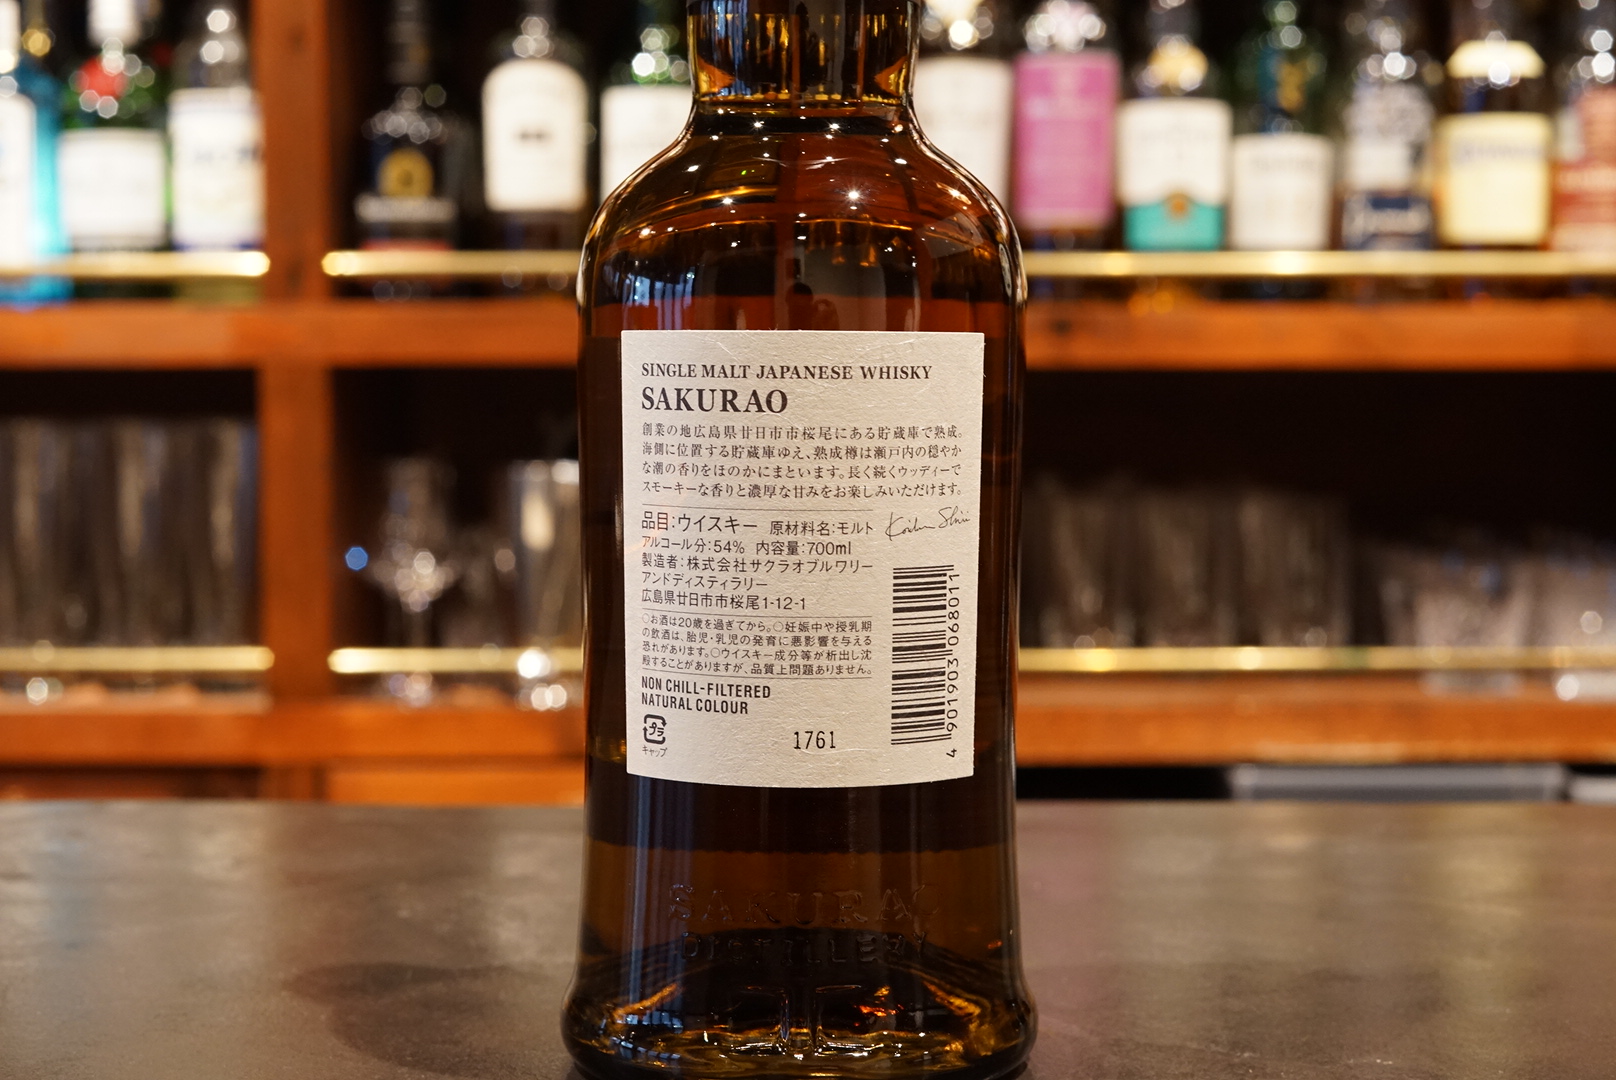 SINGLE MALT JAPANESE WHISKY
SAKURAO
創業の地広島県廿日市市桜尾にある貯蔵庫で熟成。
海側に位置する貯蔵庫ゆえ、熟成樽は瀬戸内の穏やか
な潮の香りをほのかにまといます。長く続くウッディーで
スモーキーな香りと濃厚な甘みをお楽しみいただけます。
品目:ウイスキー 原材料名:モルト
アルコール分:54% 内容量:700ml
製造者:株式会社サクラオブルワリー
アンドディスティラリー
広島県廿日市市桜尾1-12-1
○お酒は20歳を過ぎてから。○妊娠中や授乳期
の飲酒は、胎児・乳児の発育に悪影響を与える
恐れがあります。○ウイスキー成分等が析出し沈
殿することがありますが、品質上問題ありません。
NON CHILL-FILTERED
NATURAL COLOUR
プラ
キャップ
1761
4 901903 068011
SAKURAO
DISTILLERY